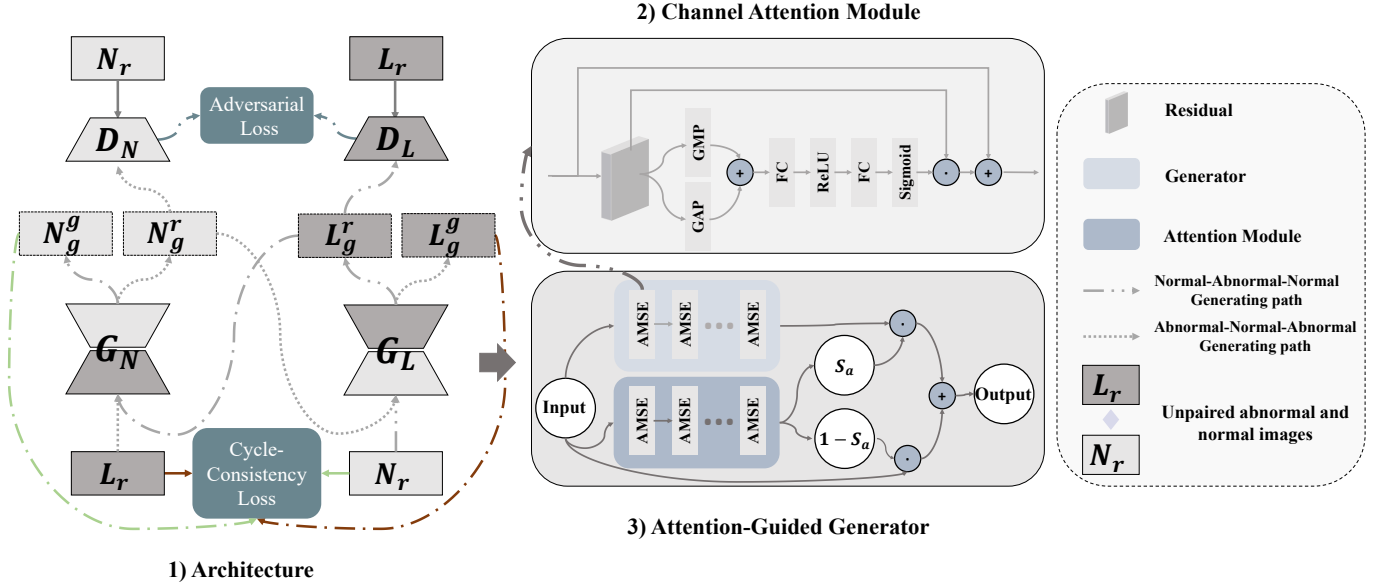 2) Channel Attention Module
N_r
L_r
Adversarial
Loss
D_N
D_L
N_g^g
N_g^r
L_g^r
L_g^g
G_N
G_L
L_r
Cycle-
Consistency
Loss
N_r
1) Architecture
GMP
GAP
+
FC
ReLU
FC
Sigmoid
·
+
Input
AMSE
AMSE
AMSE
AMSE
AMSE
AMSE
S_a
1 − S_a
·
·
+
Output
3) Attention-Guided Generator
Residual
Generator
Attention Module
Normal-Abnormal-Normal
Generating path
Abnormal-Normal-Abnormal
Generating path
L_r
Unpaired abnormal and
normal images
N_r